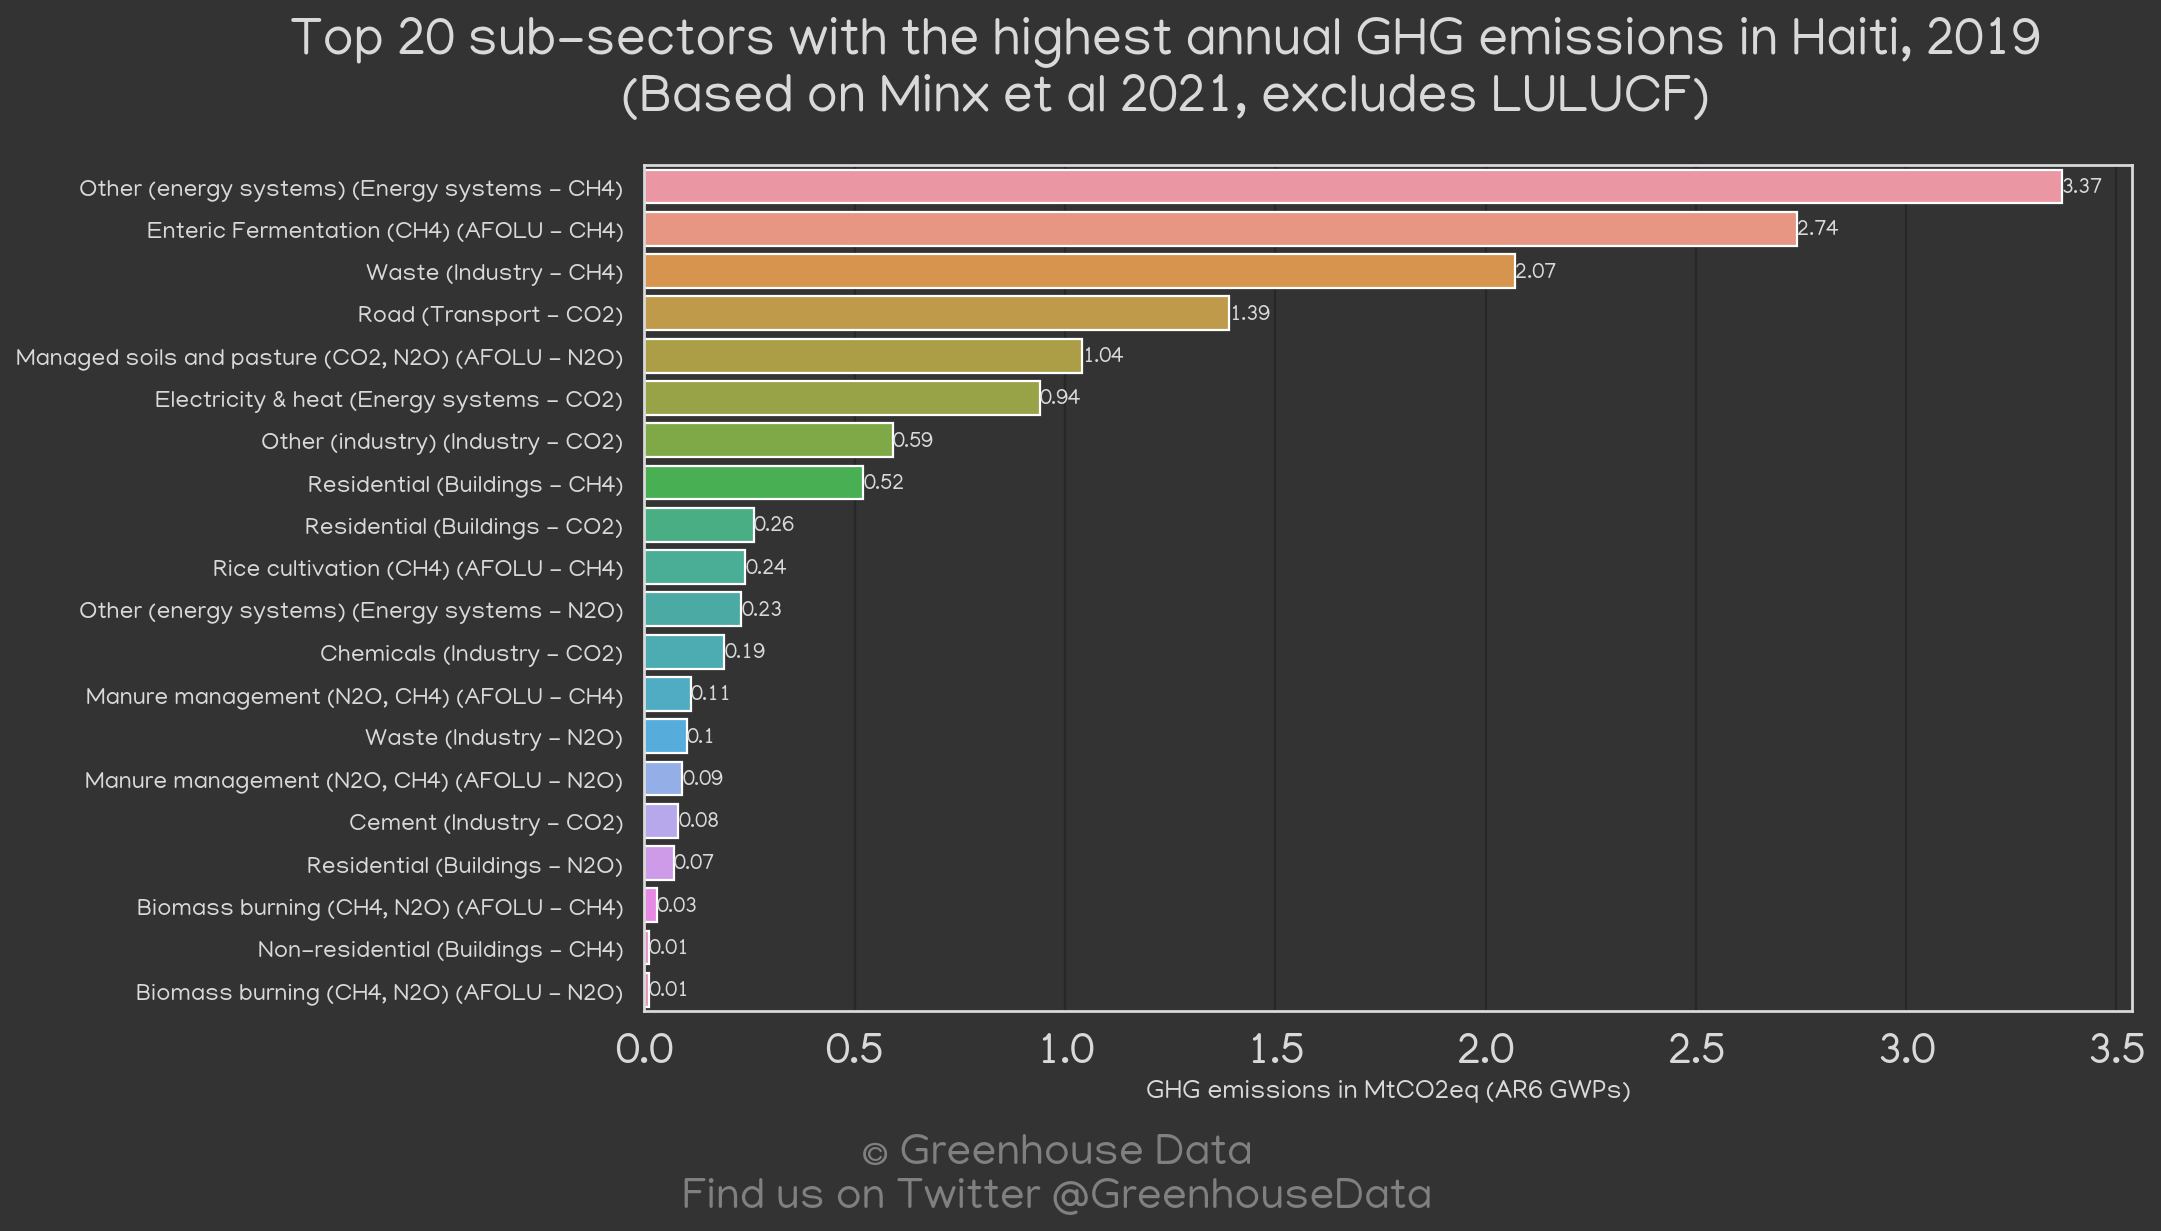 Top 20 sub-sectors with the highest annual GHG emissions in Haiti, 2019
(Based on Minx et al 2021, excludes LULUCF)
Other (energy systems) (Energy systems - CH4)
3.37
Enteric Fermentation (CH4) (AFOLU - CH4)
2.74
Waste (Industry - CH4)
2.07
Road (Transport - CO2)
1.39
Managed soils and pasture (CO2, N2O) (AFOLU - N2O)
1.04
Electricity & heat (Energy systems - CO2)
0.94
Other (industry) (Industry - CO2)
0.59
Residential (Buildings - CH4)
0.52
Residential (Buildings - CO2)
0.26
Rice cultivation (CH4) (AFOLU - CH4)
0.24
Other (energy systems) (Energy systems - N2O)
0.23
Chemicals (Industry - CO2)
0.19
Manure management (N2O, CH4) (AFOLU - CH4)
0.11
Waste (Industry - N2O)
0.1
Manure management (N2O, CH4) (AFOLU - N2O)
0.09
Cement (Industry - CO2)
0.08
Residential (Buildings - N2O)
0.07
Biomass burning (CH4, N2O) (AFOLU - CH4)
0.03
Non-residential (Buildings - CH4)
0.01
Biomass burning (CH4, N2O) (AFOLU - N2O)
0.01
0.0 0.5 1.0 1.5 2.0 2.5 3.0 3.5
GHG emissions in MtCO2eq (AR6 GWPs)
© Greenhouse Data
Find us on Twitter @GreenhouseData